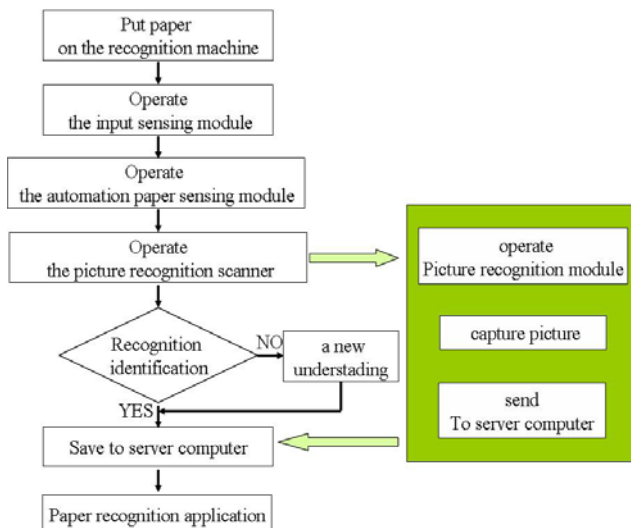 Put paper
on the recognition machine
Operate
the input sensing module
Operate
the automation paper sensing module
Operate
the picture recognition scanner
Recognition
identification
NO
a new
understading
YES
Save to server computer
Paper recognition application
operate
Picture recognition module
capture picture
send
To server computer